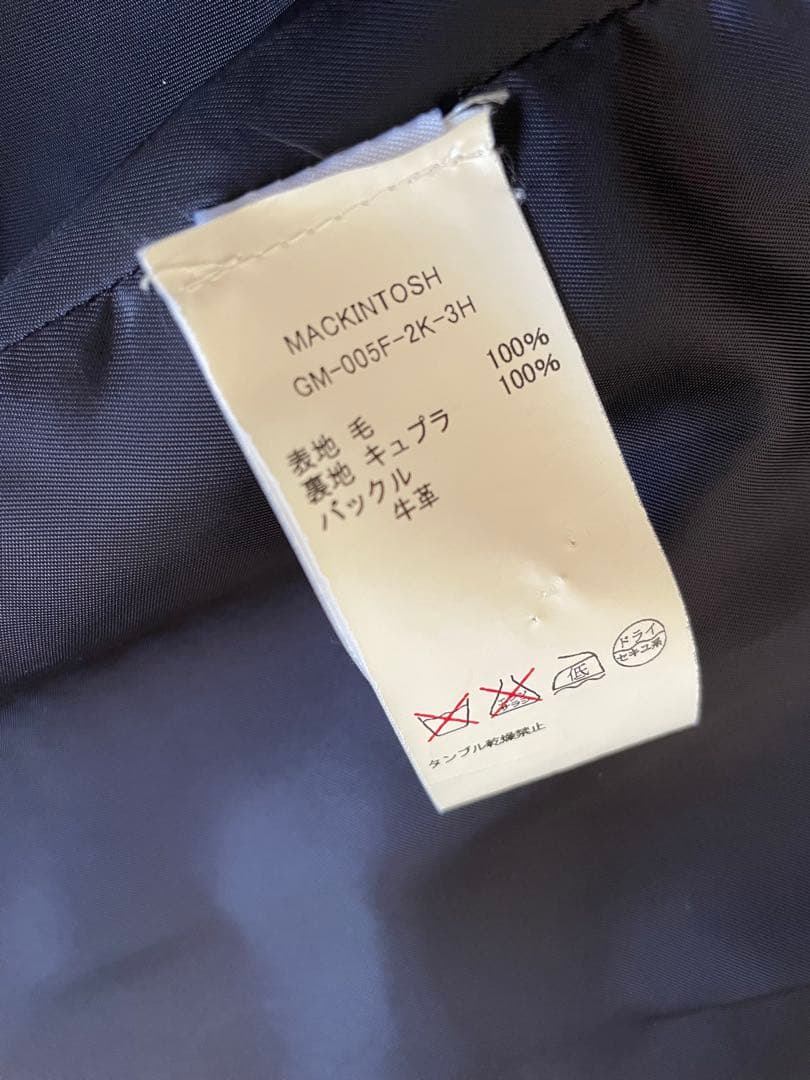 MACKINTOSH
GM-005F-2K-3H
表地 毛 100%
裏地 キュプラ 100%
バックル
牛革
低
ドライ
セキユ系
タンブル乾燥禁止